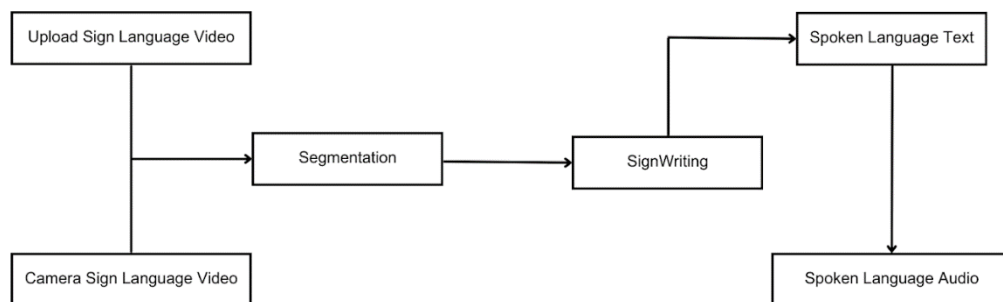 Upload Sign Language Video
Spoken Language Text
Segmentation
SignWriting
Camera Sign Language Video
Spoken Language Audio